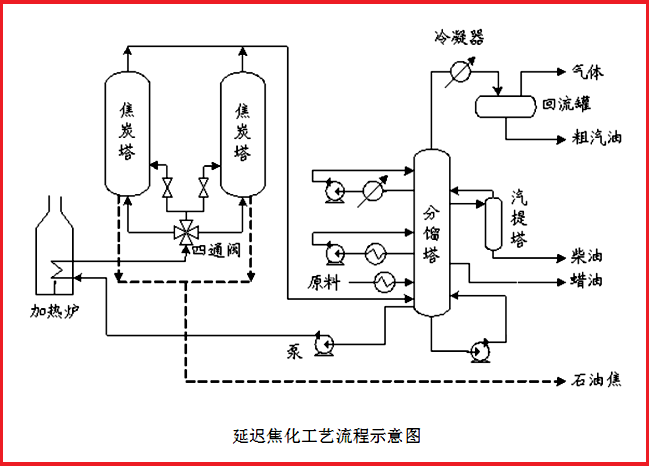 冷凝器
气体
回流罐
粗汽油
焦炭塔
焦炭塔
四通阀
分馏塔
汽提塔
柴油
原料
蜡油
加热炉
泵
石油焦
延迟焦化工艺流程示意图